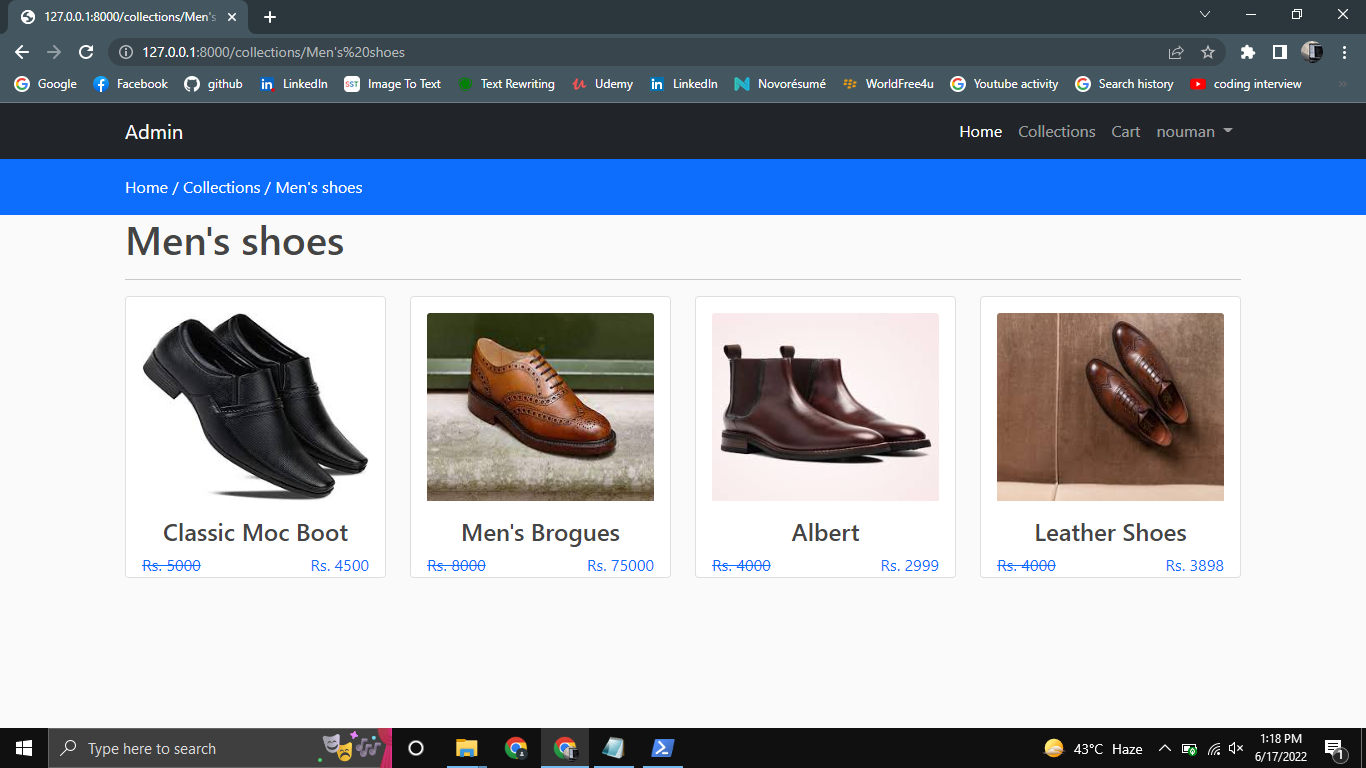 127.0.0.1:8000/collections/Men's
127.0.0.1:8000/collections/Men's%20shoes
Google Facebook github LinkedIn Image To Text Text Rewriting Udemy LinkedIn Novorésumé WorldFree4u Youtube activity Search history coding interview
Admin Home Collections Cart nouman
Home / Collections / Men's shoes
Men's shoes
Classic Moc Boot Men's Brogues Albert Leather Shoes
Rs. 5000 Rs. 4500 Rs. 8000 Rs. 75000 Rs. 4000 Rs. 2999 Rs. 4000 Rs. 3898
Type here to search 43°C Haze 1:18 PM
6/17/2022 1